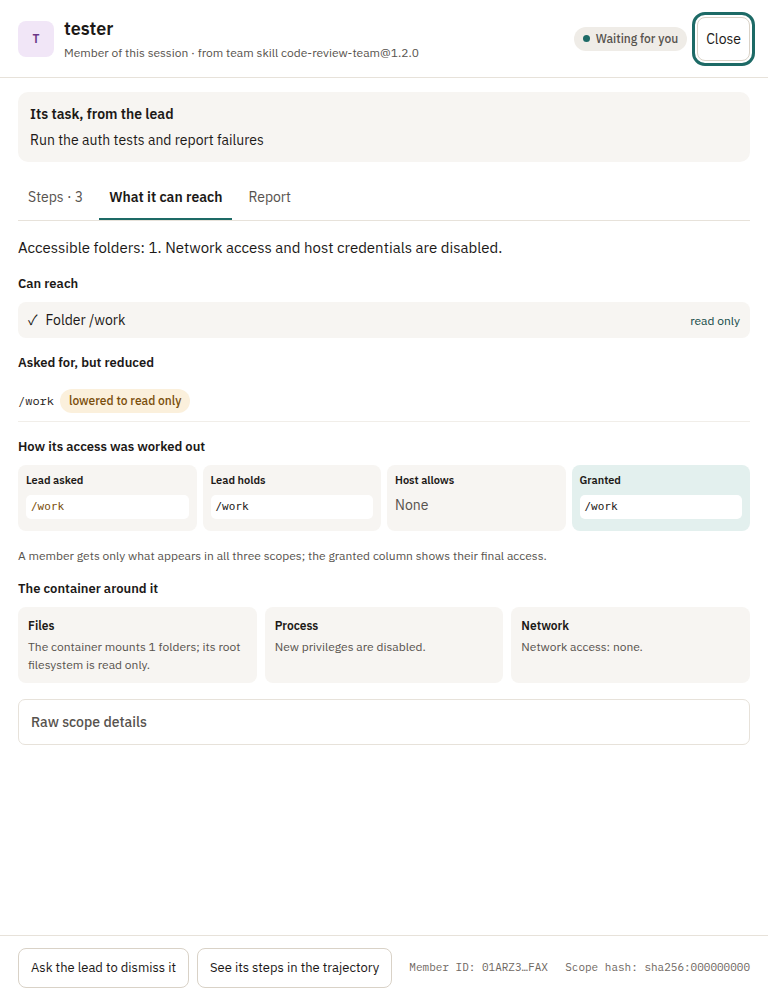 T
tester
Member of this session · from team skill code-review-team@1.2.0
Waiting for you
Close
Its task, from the lead
Run the auth tests and report failures
Steps · 3
What it can reach
Report
Accessible folders: 1. Network access and host credentials are disabled.
Can reach
✓ Folder /work
read only
Asked for, but reduced
/work lowered to read only
How its access was worked out
Lead asked
/work
Lead holds
/work
Host allows
None
Granted
/work
A member gets only what appears in all three scopes; the granted column shows their final access.
The container around it
Files
The container mounts 1 folders; its root
filesystem is read only.
Process
New privileges are disabled.
Network
Network access: none.
Raw scope details
Ask the lead to dismiss it
See its steps in the trajectory
Member ID: 01ARZ3…FAX
Scope hash: sha256:000000000